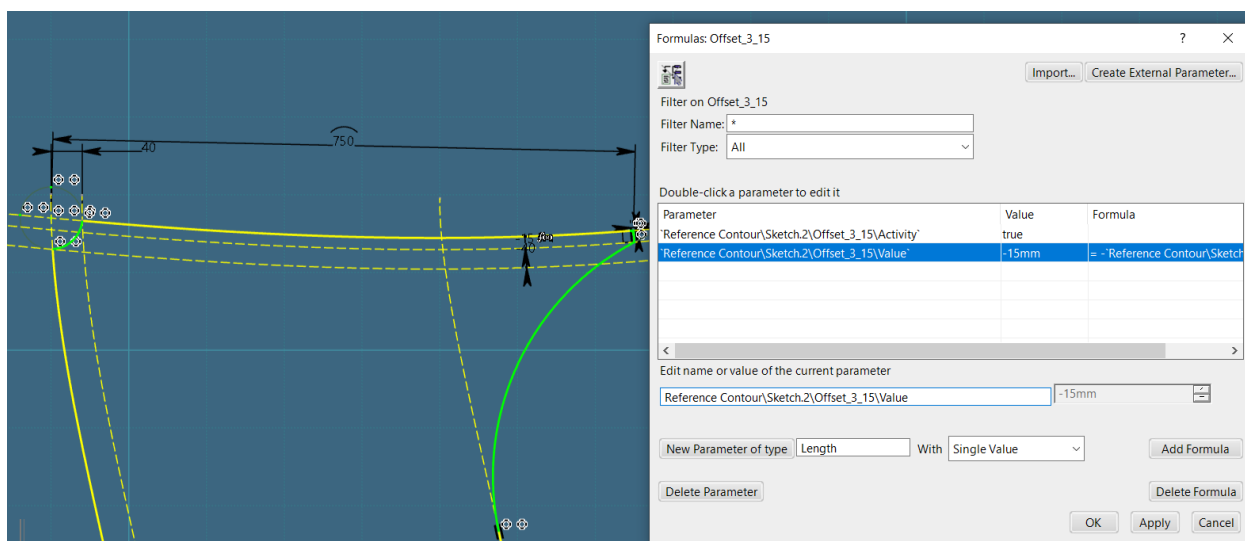 Formulas: Offset_3_15 ?
Import... Create External Parameter...
Filter on Offset_3_15
Filter Name: *
Filter Type: All
Double-click a parameter to edit it
Parameter Value Formula
`Reference Contour\Sketch.2\Offset_3_15\Activity` true
`Reference Contour\Sketch.2\Offset_3_15\Value` -15mm = -`Reference Contour\Sketch
Edit name or value of the current parameter
Reference Contour\Sketch.2\Offset_3_15\Value -15mm
New Parameter of type Length With Single Value Add Formula
Delete Parameter Delete Formula
OK Apply Cancel
750
40
40